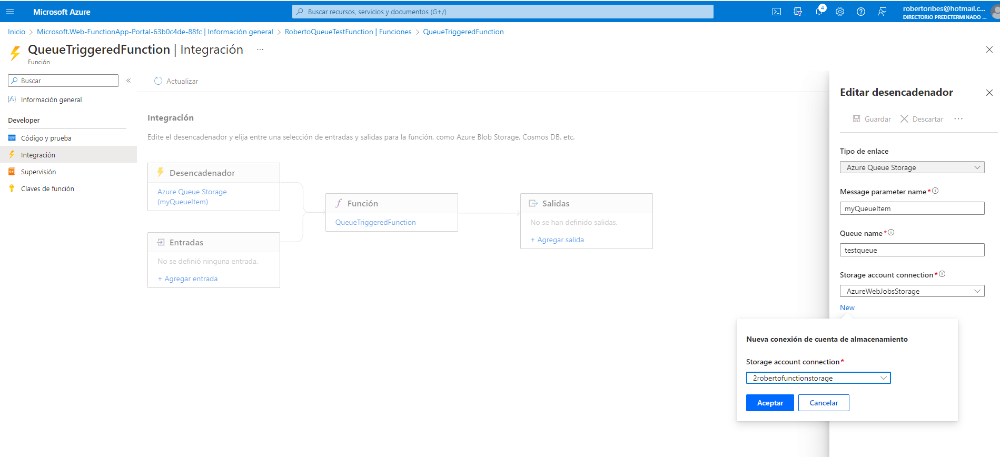 Microsoft Azure
Buscar recursos, servicios y documentos (G+/)
4
robertoribes@hotmail.c...
DIRECTORIO PREDETERMINADO ...
Inicio > Microsoft.Web-FunctionApp-Portal-63b0c4de-88fc | Información general > RobertoQueueTestFunction | Funciones > QueueTriggeredFunction
QueueTriggeredFunction | Integración ...
Función
Buscar
«
Actualizar
Información general
Developer
Código y prueba
Integración
Supervisión
Claves de función
Integración
Edite el desencadenador y elija entre una selección de entradas y salidas para la función, como Azure Blob Storage, Cosmos DB, etc.
Desencadenador
Azure Queue Storage
(myQueueItem)
Entradas
No se definió ninguna entrada.
+ Agregar entrada
Función
QueueTriggeredFunction
Salidas
No se han definido salidas.
+ Agregar salida
Editar desencadenador
Guardar
Descartar
...
Tipo de enlace
Azure Queue Storage
Message parameter name *
myQueueItem
Queue name *
testqueue
Storage account connection *
AzureWebJobsStorage
New
Nueva conexión de cuenta de almacenamiento
Storage account connection *
2robertofunctionstorage
Aceptar
Cancelar